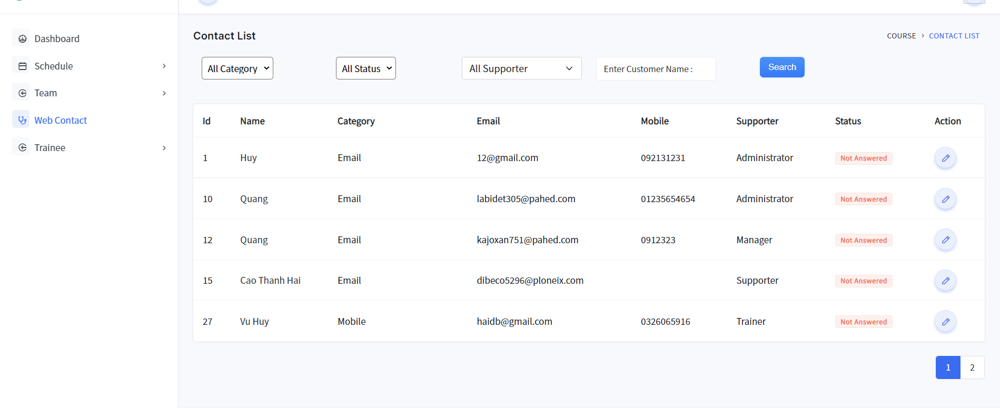 Dashboard
Schedule
Team
Web Contact
Trainee
Contact List
COURSE > CONTACT LIST
All Category All Status All Supporter Enter Customer Name : Search
Id Name Category Email Mobile Supporter Status Action
1 Huy Email 12@gmail.com 092131231 Administrator Not Answered
10 Quang Email labidet305@pahed.com 01235654654 Administrator Not Answered
12 Quang Email kajoxan751@pahed.com 0912323 Manager Not Answered
15 Cao Thanh Hai Email dibeco5296@ploneix.com Supporter Not Answered
27 Vu Huy Mobile haidb@gmail.com 0326065916 Trainer Not Answered
1 2